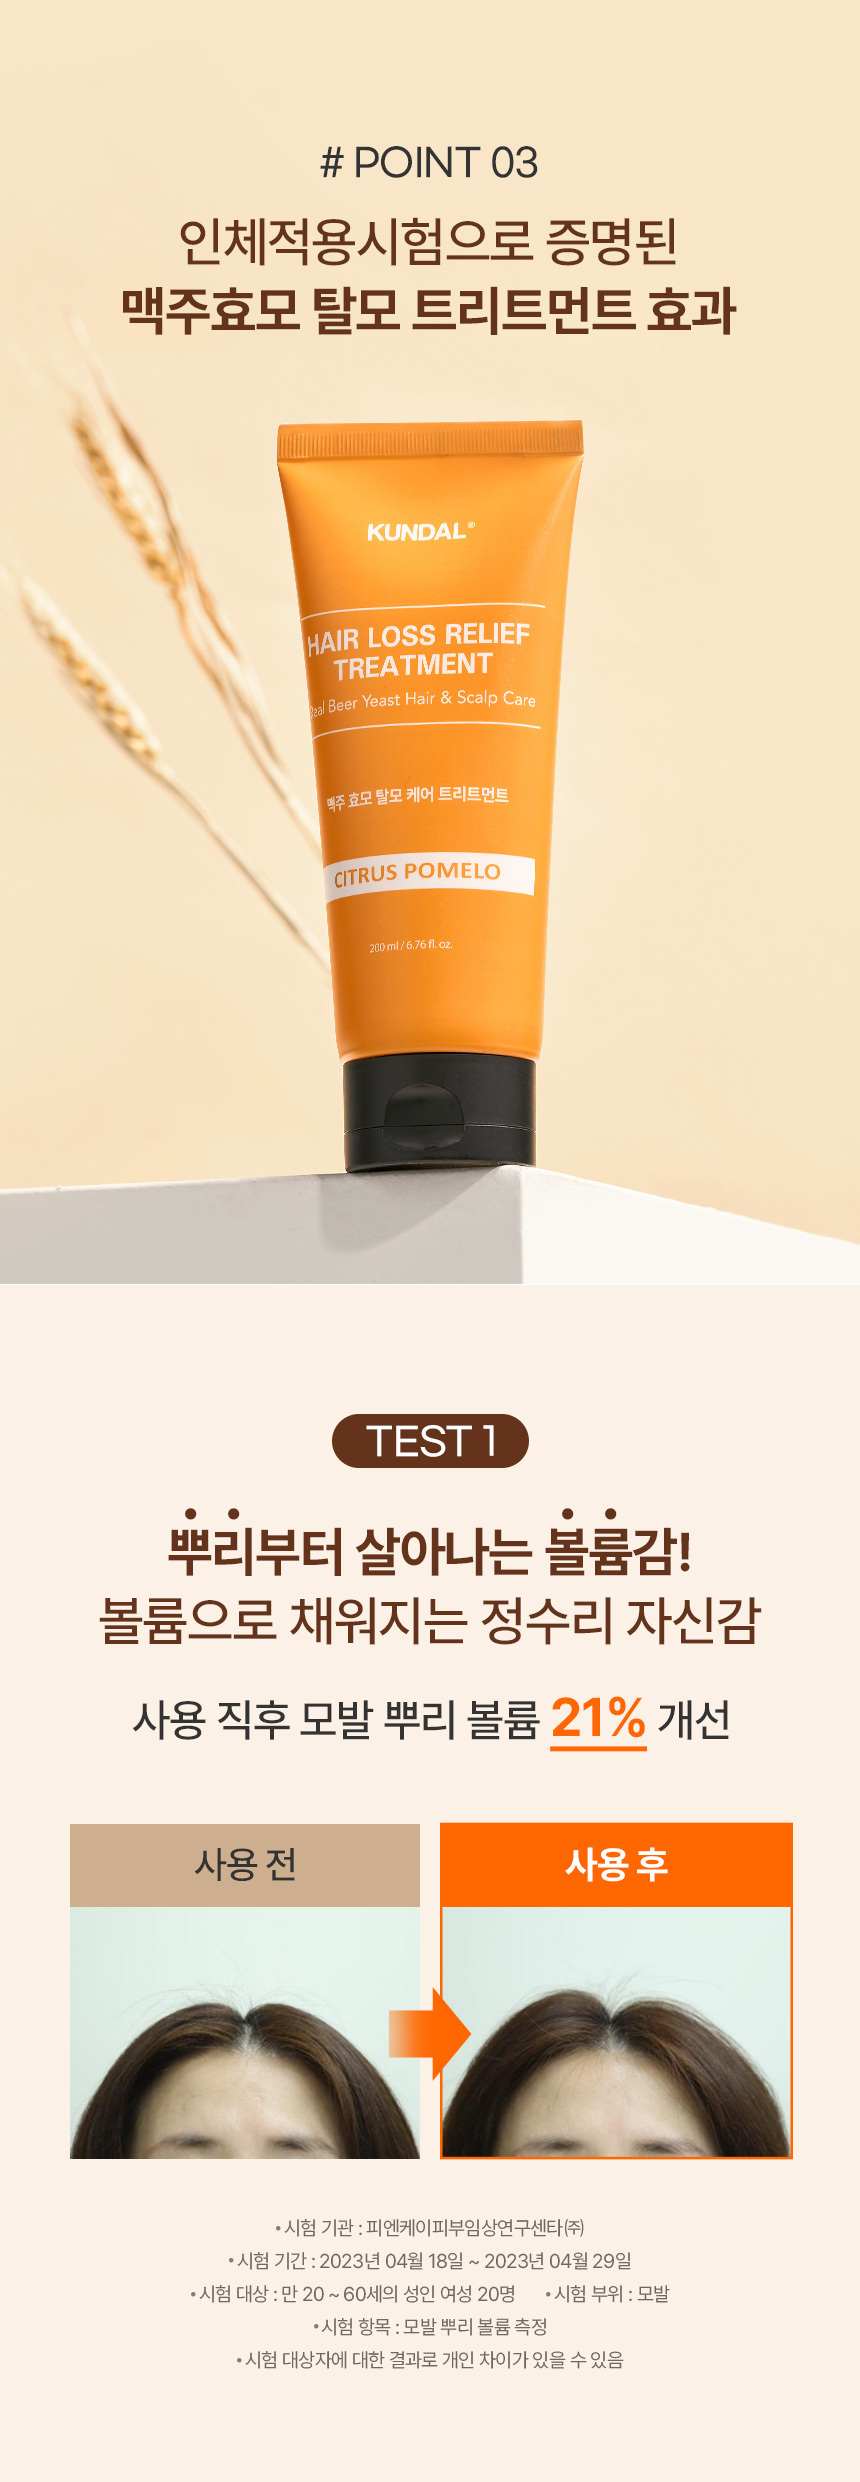 # POINT 03
인체적용시험으로 증명된
맥주효모 탈모 트리트먼트 효과
KUNDAL®
HAIR LOSS RELIEF
TREATMENT
Real Beer Yeast Hair & Scalp Care
맥주 효모 탈모 케어 트리트먼트
CITRUS POMELO
200 ml / 6.76 fl. oz.
TEST 1
뿌리부터 살아나는 볼륨감!
볼륨으로 채워지는 정수리 자신감
사용 직후 모발 뿌리 볼륨 21% 개선
사용 전
사용 후
• 시험 기관 : 피엔케이피부임상연구센타㈜
• 시험 기간 : 2023년 04월 18일 ~ 2023년 04월 29일
• 시험 대상 : 만 20 ~ 60세의 성인 여성 20명 • 시험 부위 : 모발
• 시험 항목 : 모발 뿌리 볼륨 측정
• 시험 대상자에 대한 결과로 개인 차이가 있을 수 있음